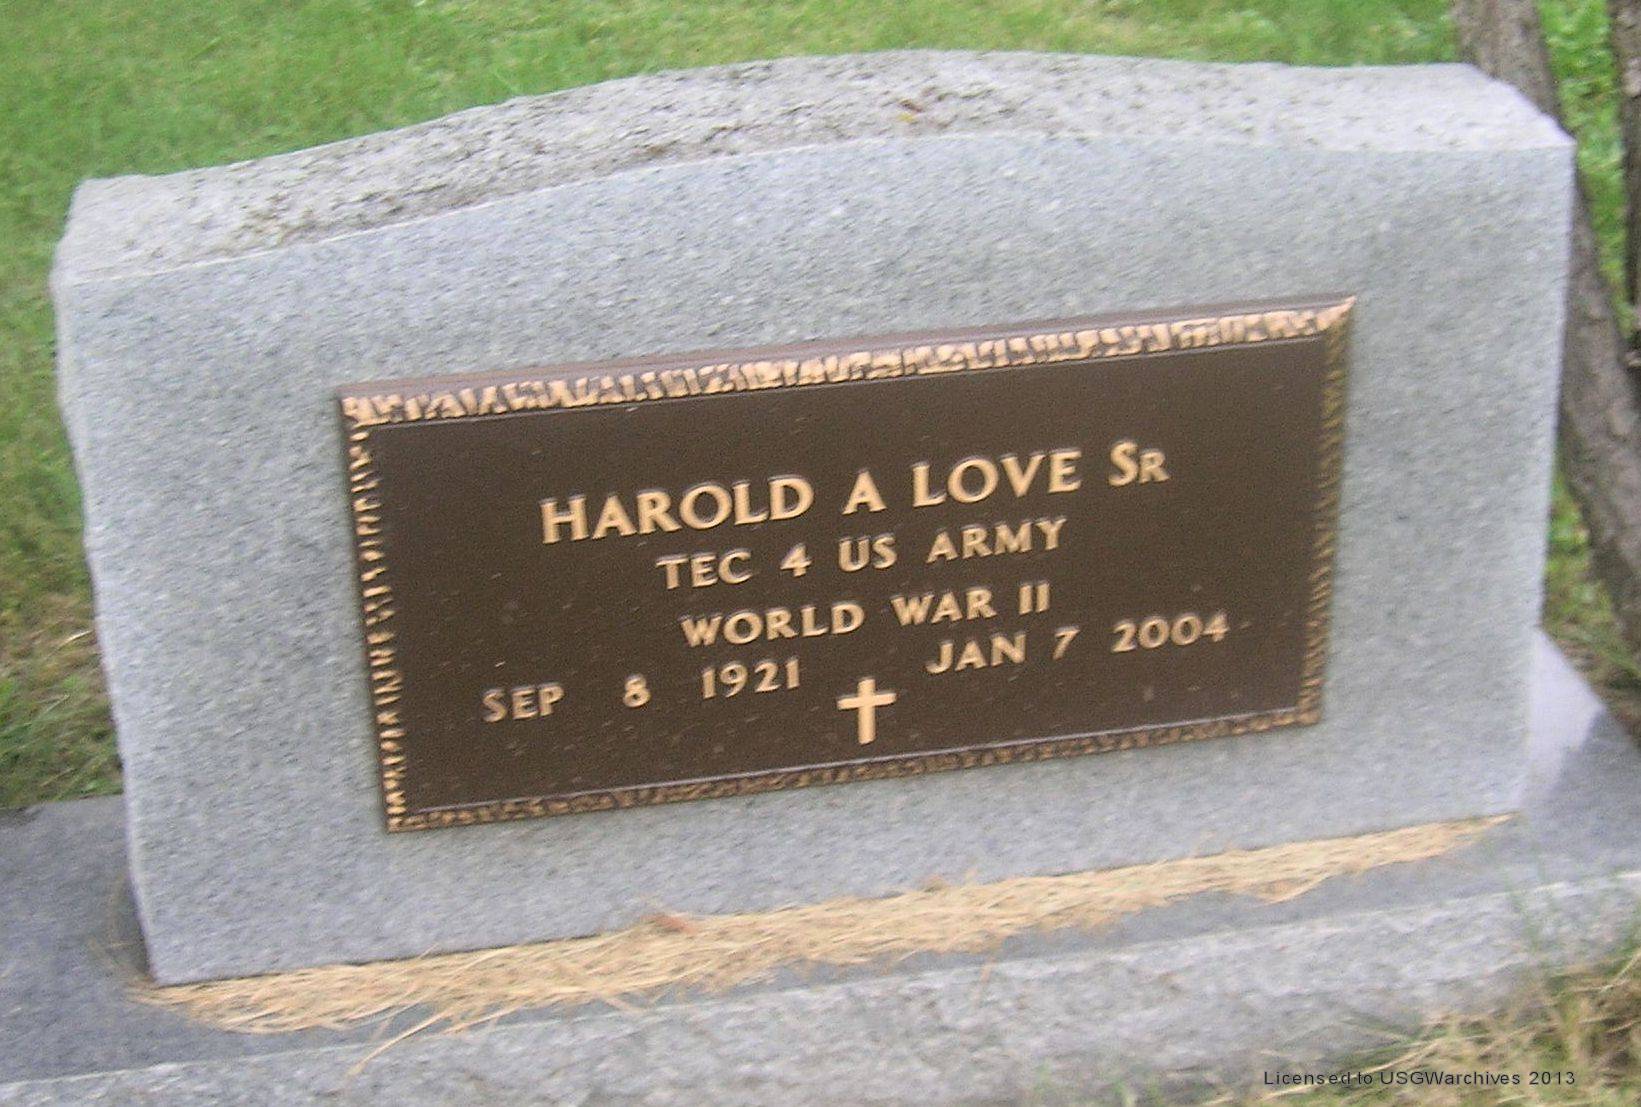 HAROLD A LOVE SR
TEC 4 US ARMY
WORLD WAR II
SEP 8 1921 JAN 7 2004
Licensed to USGWarchives 2013